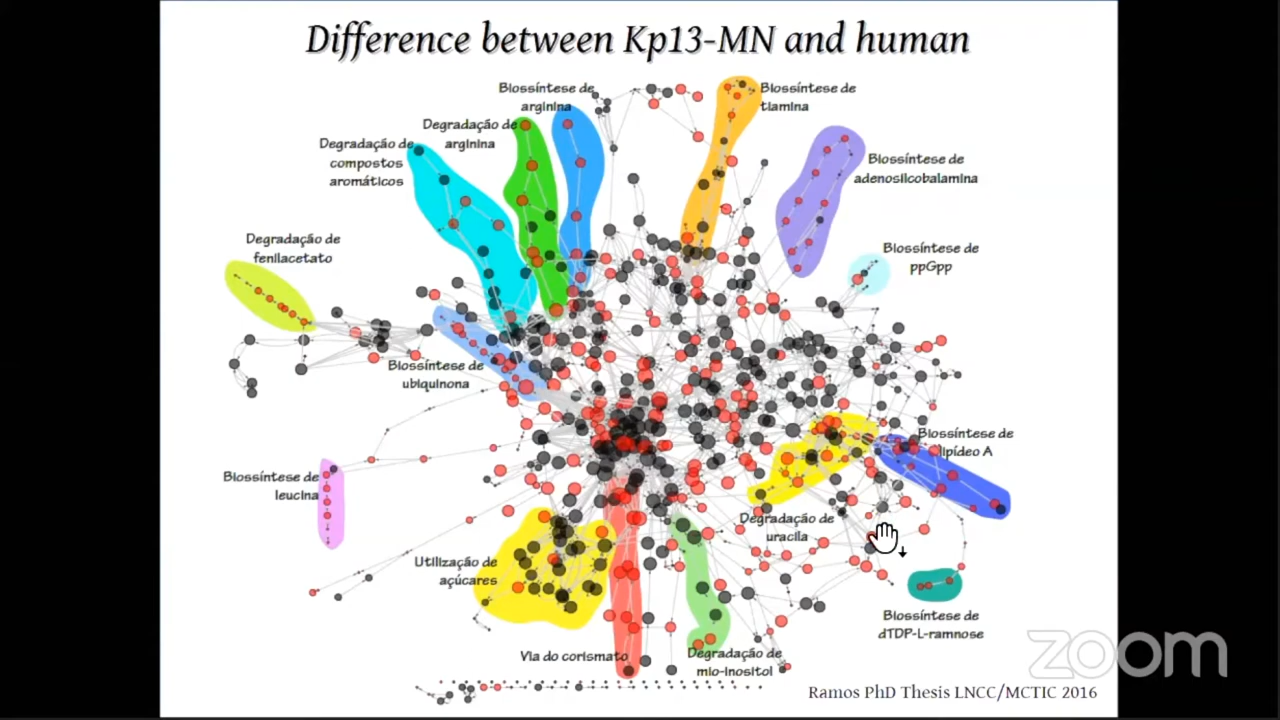 Difference between Kp13-MN and human
Biossíntese de
arginina
Biossíntese de
tiamina
Degradação de
arginina
Degradação de
compostos
aromáticos
Biossíntese de
adenosilcobalamina
Degradação de
fenilacetato
Biossíntese de
ppGpp
Biossíntese de
ubiquinona
Biossíntese de
lipídeo A
Biossíntese de
leucina
Degradação de
uracila
Utilização de
açúcares
Biossíntese de
dTDP-L-ramnose
Via do corismato
Degradação de
mio-inositol
zoom
Ramos PhD Thesis LNCC/MCTIC 2016